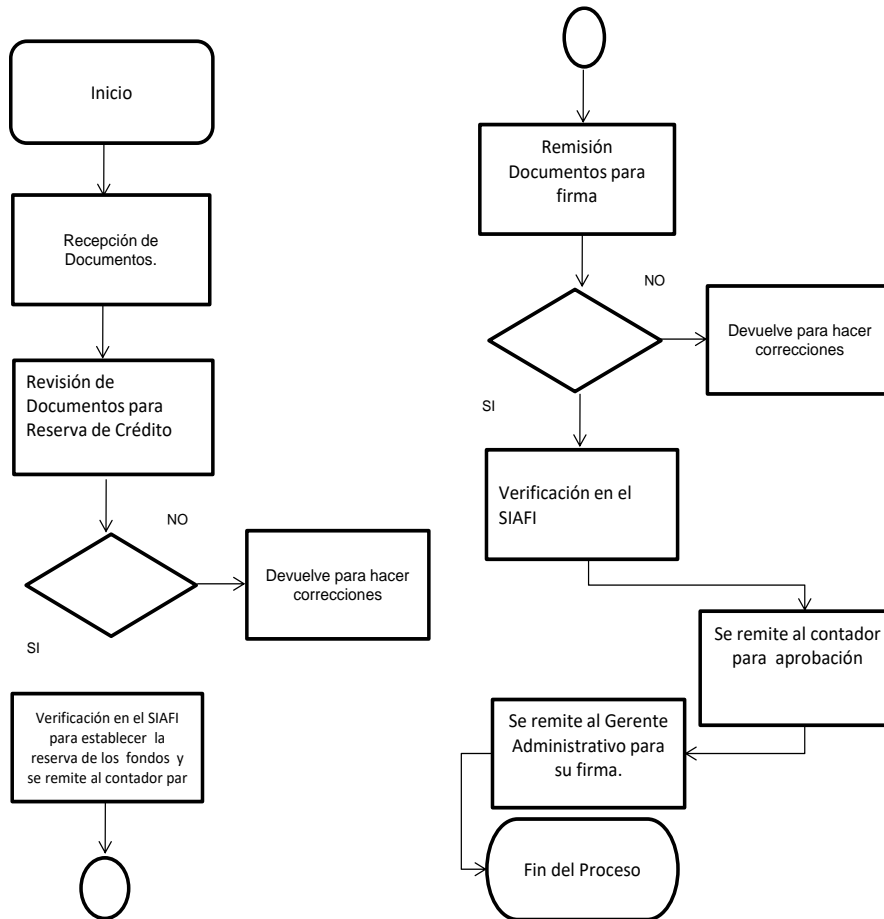 Inicio
Recepción de
Documentos.
Revisión de
Documentos para
Reserva de Crédito
NO
Devuelve para hacer
correcciones
SI
Verificación en el SIAFI
para establecer la
reserva de los fondos y
se remite al contador par
Remisión
Documentos para
firma
NO
Devuelve para hacer
correcciones
SI
Verificación en el
SIAFI
Se remite al contador
para aprobación
Se remite al Gerente
Administrativo para
su firma.
Fin del Proceso